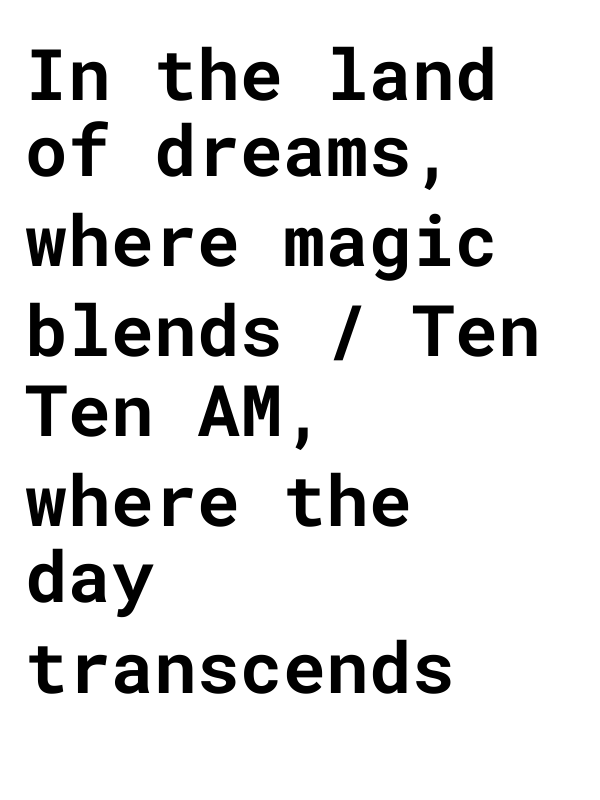 In the land
of dreams,
where magic
blends / Ten
Ten AM,
where the
day
transcends